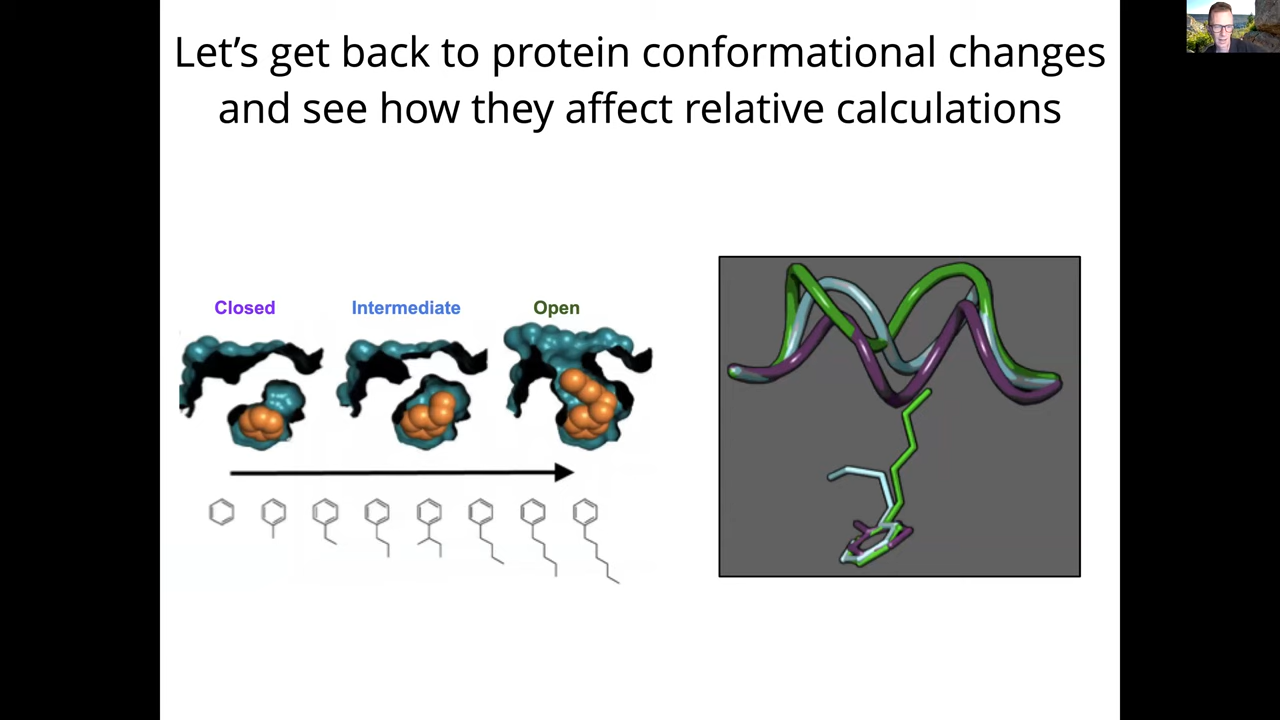 Let’s get back to protein conformational changes
and see how they affect relative calculations
Closed
Intermediate
Open